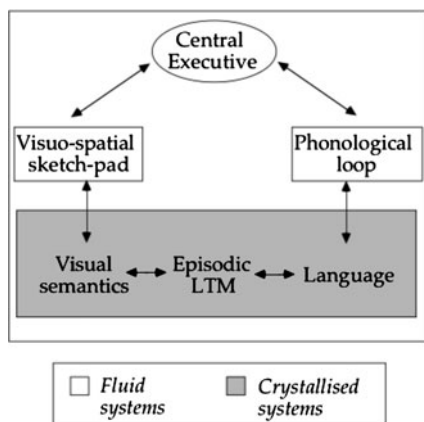 Central
Executive
Visuo-spatial
sketch-pad
Phonological
loop
Visual
semantics
Episodic
LTM
Language
Fluid
systems
Crystallised
systems